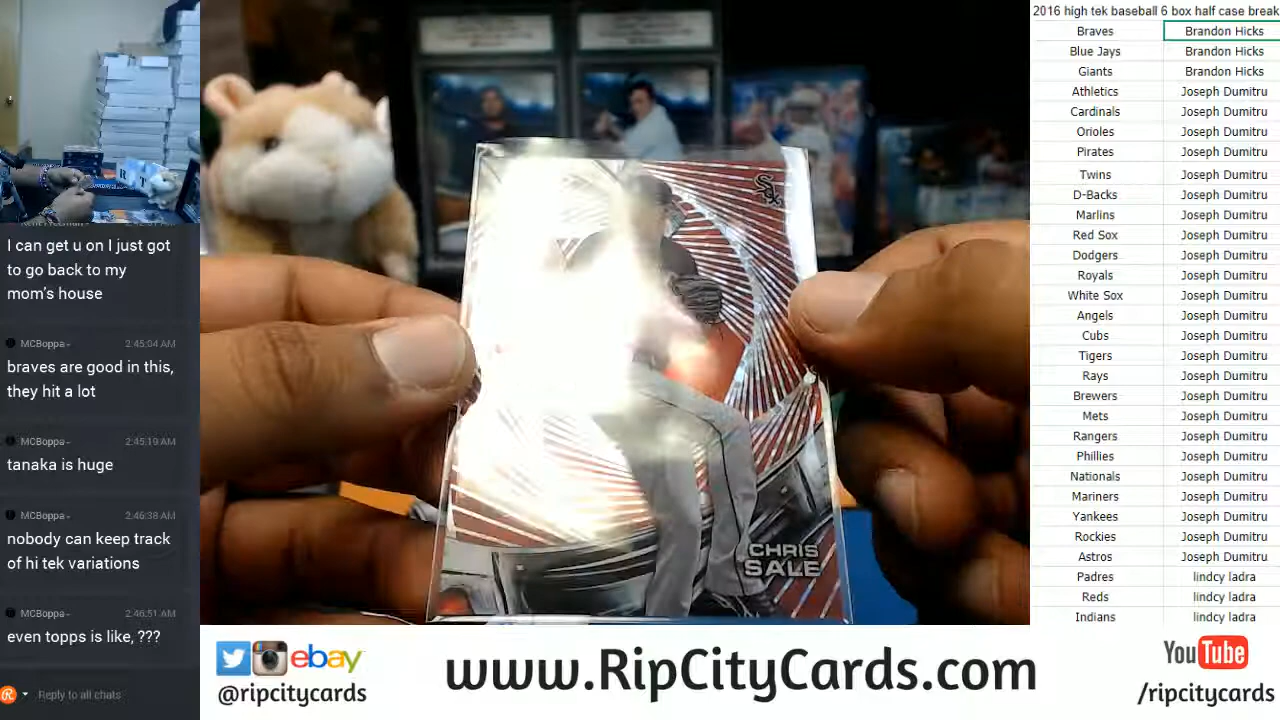 I can get u on I just got
to go back to my
mom's house
MCBoppa- 2:45:04 AM
braves are good in this,
they hit a lot
MCBoppa- 2:45:19 AM
tanaka is huge
MCBoppa- 2:46:38 AM
nobody can keep track
of hi tek variations
MCBoppa- 2:46:51 AM
even topps is like, ???
Reply to all chats
Sox
CHRIS
SALE
2016 high tek baseball 6 box half case break
Braves Brandon Hicks
Blue Jays Brandon Hicks
Giants Brandon Hicks
Athletics Joseph Dumitru
Cardinals Joseph Dumitru
Orioles Joseph Dumitru
Pirates Joseph Dumitru
Twins Joseph Dumitru
D-Backs Joseph Dumitru
Marlins Joseph Dumitru
Red Sox Joseph Dumitru
Dodgers Joseph Dumitru
Royals Joseph Dumitru
White Sox Joseph Dumitru
Angels Joseph Dumitru
Cubs Joseph Dumitru
Tigers Joseph Dumitru
Rays Joseph Dumitru
Brewers Joseph Dumitru
Mets Joseph Dumitru
Rangers Joseph Dumitru
Phillies Joseph Dumitru
Nationals Joseph Dumitru
Mariners Joseph Dumitru
Yankees Joseph Dumitru
Rockies Joseph Dumitru
Astros Joseph Dumitru
Padres lindcy ladra
Reds lindcy ladra
Indians lindcy ladra
ebay
@ripcitycards
www.RipCityCards.com
YouTube
/ripcitycards